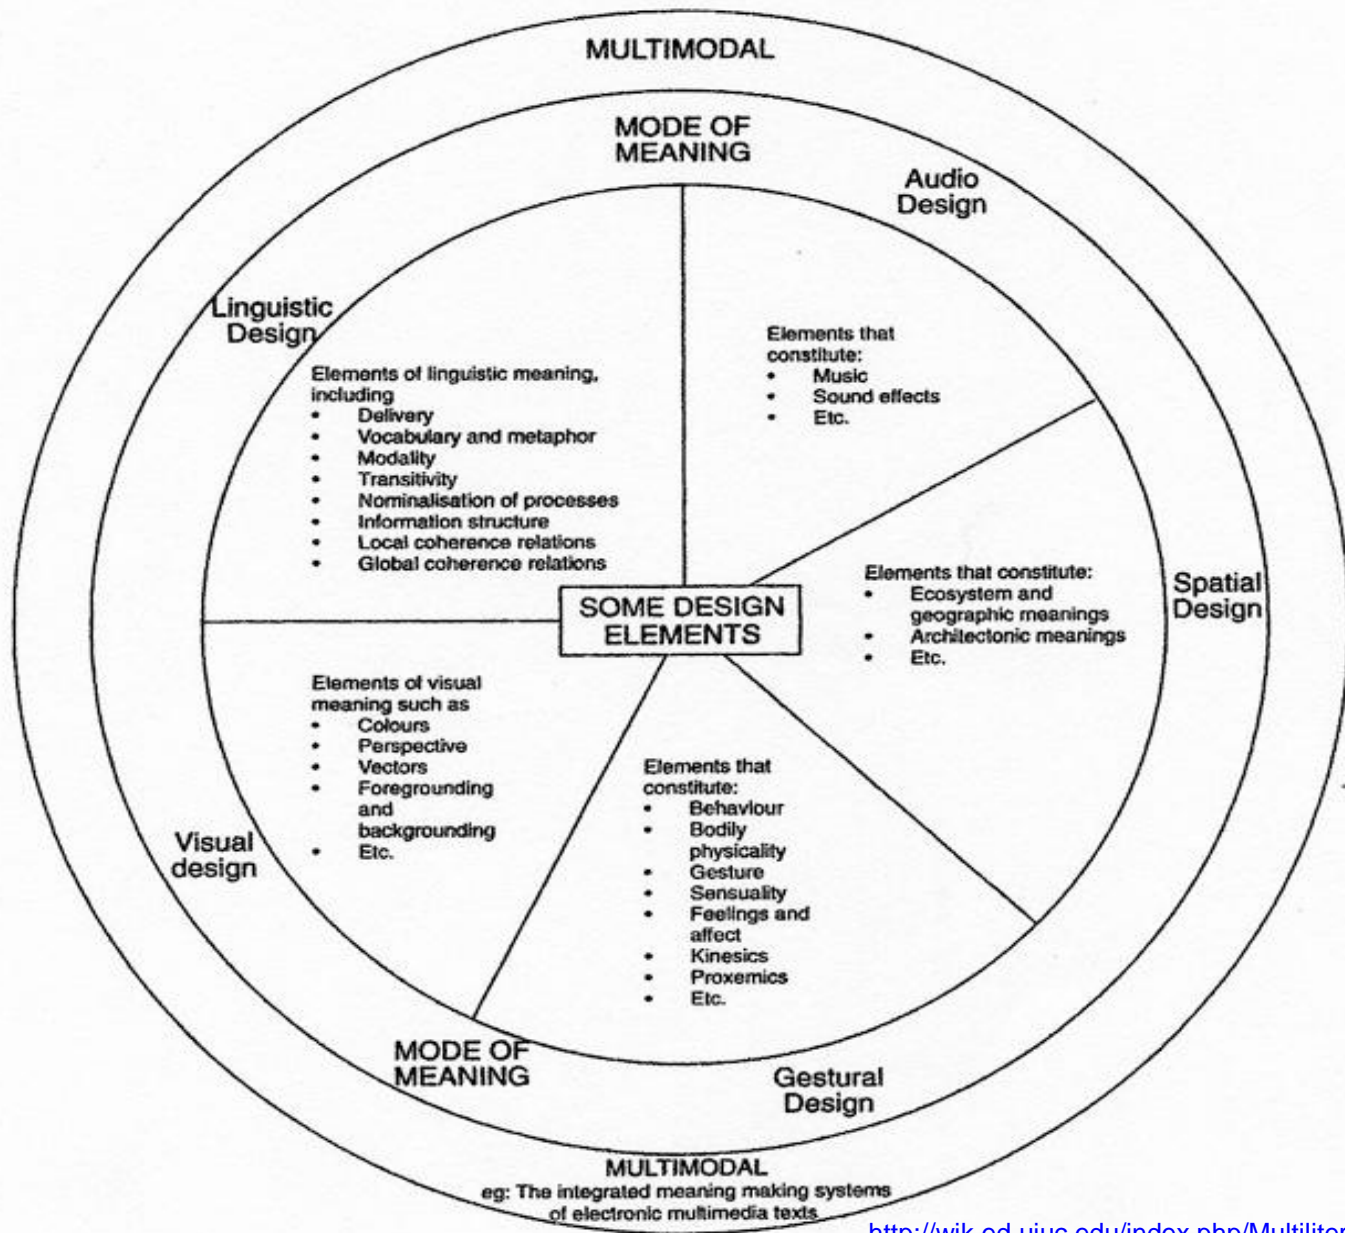 MULTIMODAL
MODE OF
MEANING
Audio
Design
Linguistic
Design
Elements that
constitute:
• Music
• Sound effects
• Etc.
Elements of linguistic meaning,
including
• Delivery
• Vocabulary and metaphor
• Modality
• Transitivity
• Nominalisation of processes
• Information structure
• Local coherence relations
• Global coherence relations
Elements that constitute:
• Ecosystem and
geographic meanings
• Architectonic meanings
• Etc.
Spatial
Design
SOME DESIGN
ELEMENTS
Elements of visual
meaning such as
• Colours
• Perspective
• Vectors
• Foregrounding
and
backgrounding
• Etc.
Visual
design
Elements that
constitute:
• Behaviour
• Bodily
physicality
• Gesture
• Sensuality
• Feelings and
affect
• Kinesics
• Proxemics
• Etc.
MODE OF
MEANING
Gestural
Design
MULTIMODAL
eg: The integrated meaning making systems
of electronic multimedia texts